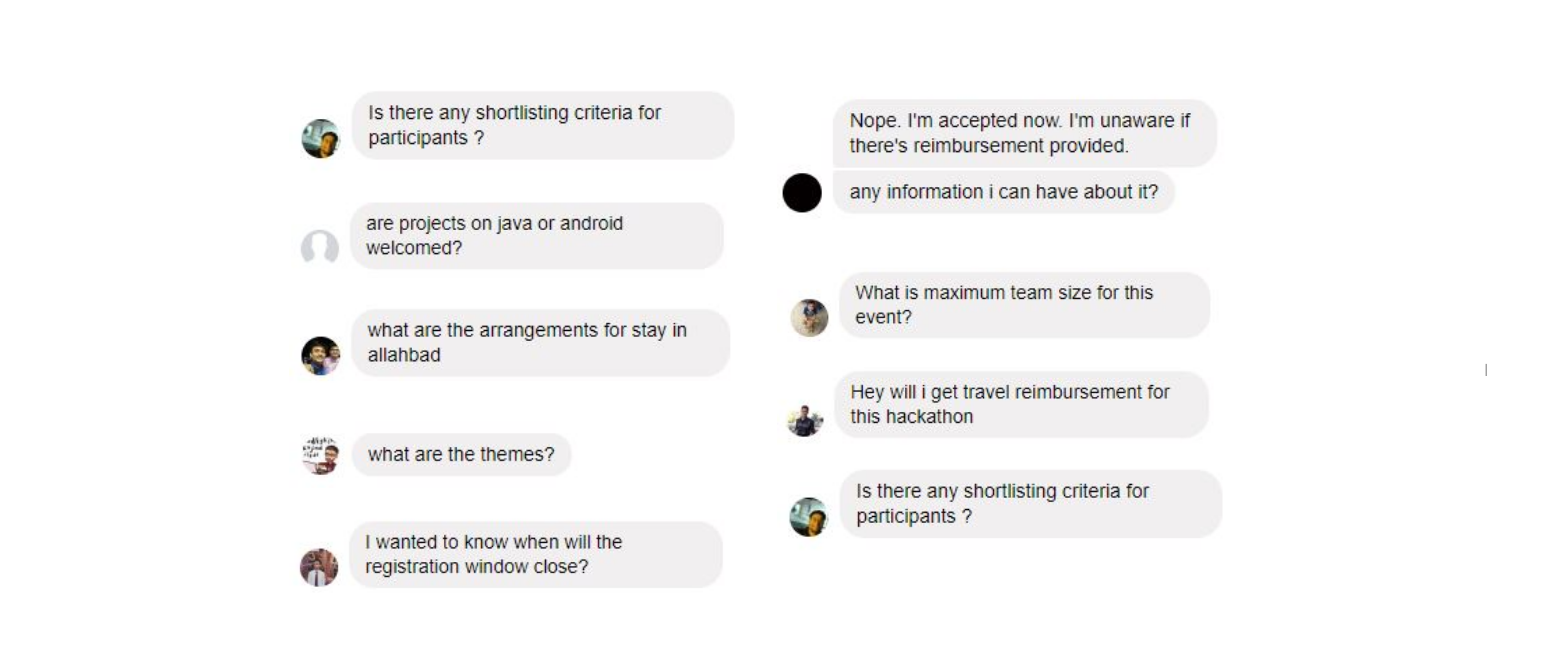 Is there any shortlisting criteria for
participants ?
are projects on java or android
welcomed?
what are the arrangements for stay in
allahbad
what are the themes?
I wanted to know when will the
registration window close?
Nope. I'm accepted now. I'm unaware if
there's reimbursement provided.
any information i can have about it?
What is maximum team size for this
event?
Hey will i get travel reimbursement for
this hackathon
Is there any shortlisting criteria for
participants ?